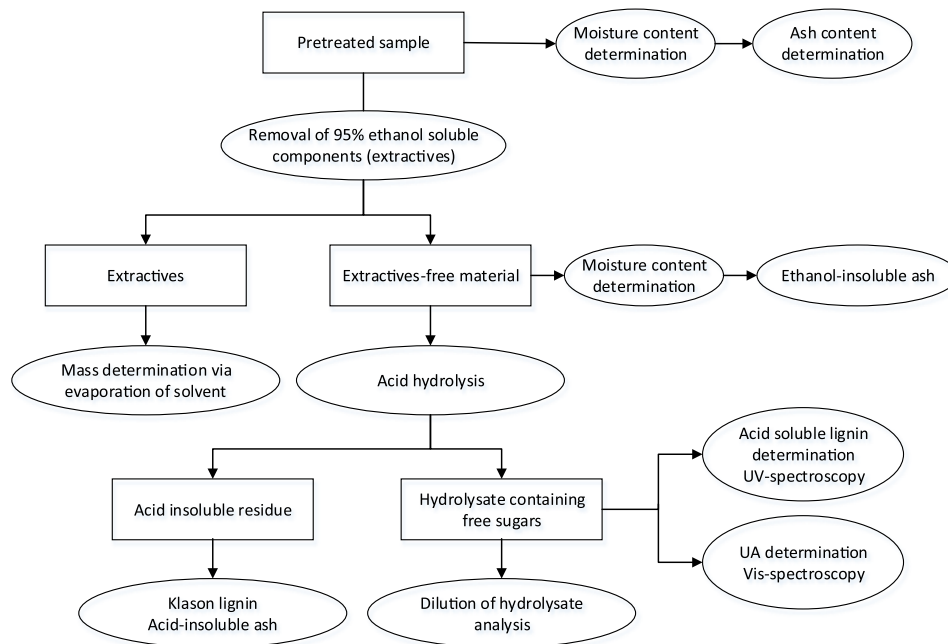 Pretreated sample
Moisture content
determination
Ash content
determination
Removal of 95% ethanol soluble
components (extractives)
Extractives
Extractives-free material
Moisture content
determination
Ethanol-insoluble ash
Mass determination via
evaporation of solvent
Acid hydrolysis
Acid soluble lignin
determination
UV-spectroscopy
Acid insoluble residue
Hydrolysate containing
free sugars
UA determination
Vis-spectroscopy
Klason lignin
Acid-insoluble ash
Dilution of hydrolysate
analysis